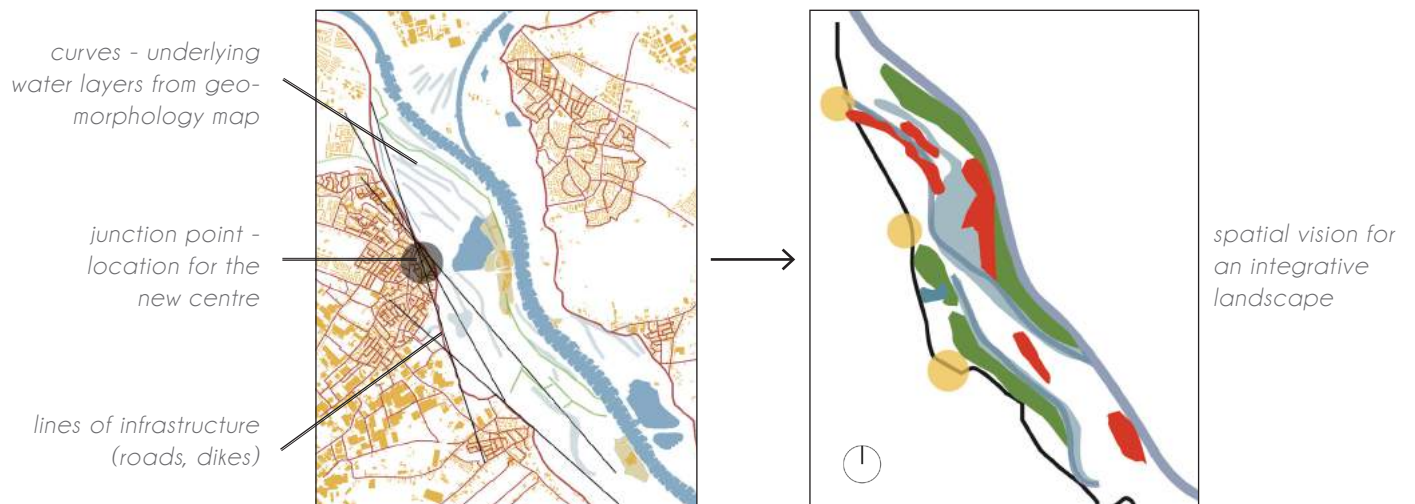 curves - underlying
water layers from geo-
morphology map
junction point -
location for the
new centre
lines of infrastructure
(roads, dikes)
spatial vision for
an integrative
landscape